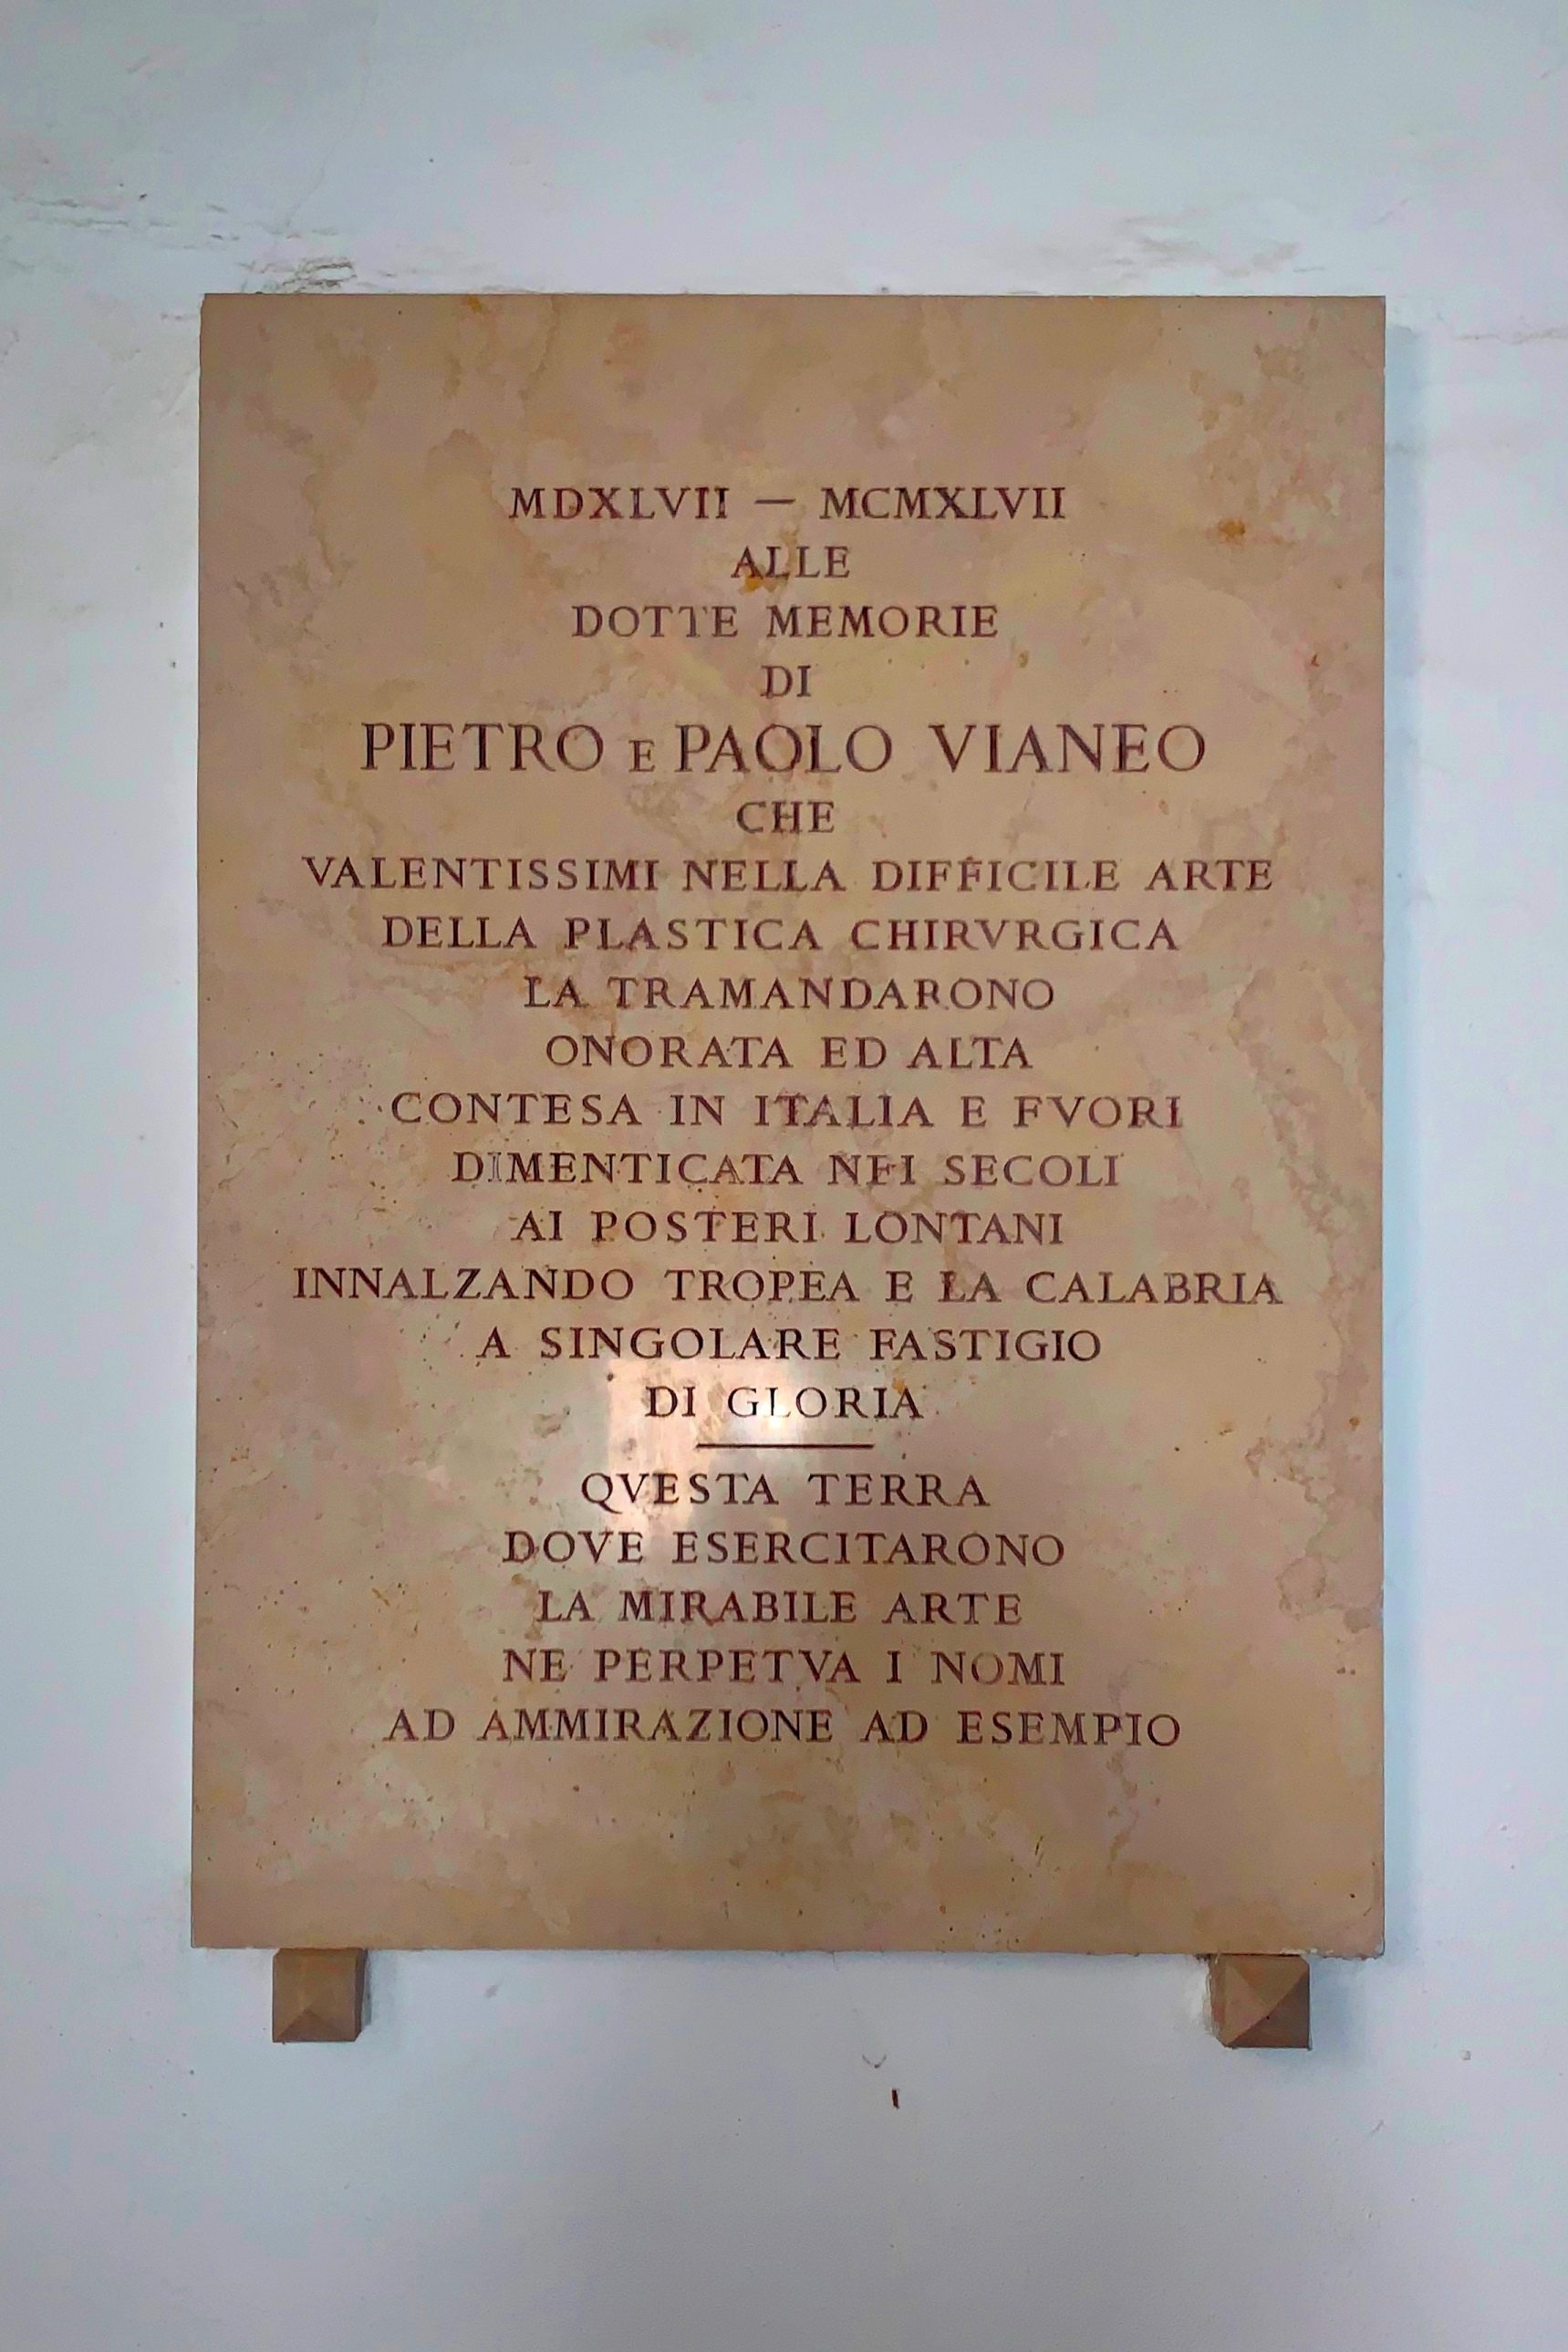 MDXLVII — MCMXLVII
ALLE
DOTTE MEMORIE
DI
PIETRO E PAOLO VIANEO
CHE
VALENTISSIMI NELLA DIFFICILE ARTE
DELLA PLASTICA CHIRVRGICA
LA TRAMANDARONO
ONORATA ED ALTA
CONTESA IN ITALIA E FVORI
DIMENTICATA NEI SECOLI
AI POSTERI LONTANI
INNALZANDO TROPEA E LA CALABRIA
A SINGOLARE FASTIGIO
DI GLORIA
QVESTA TERRA
DOVE ESERCITARONO
LA MIRABILE ARTE
NE PERPETVA I NOMI
AD AMMIRAZIONE AD ESEMPIO